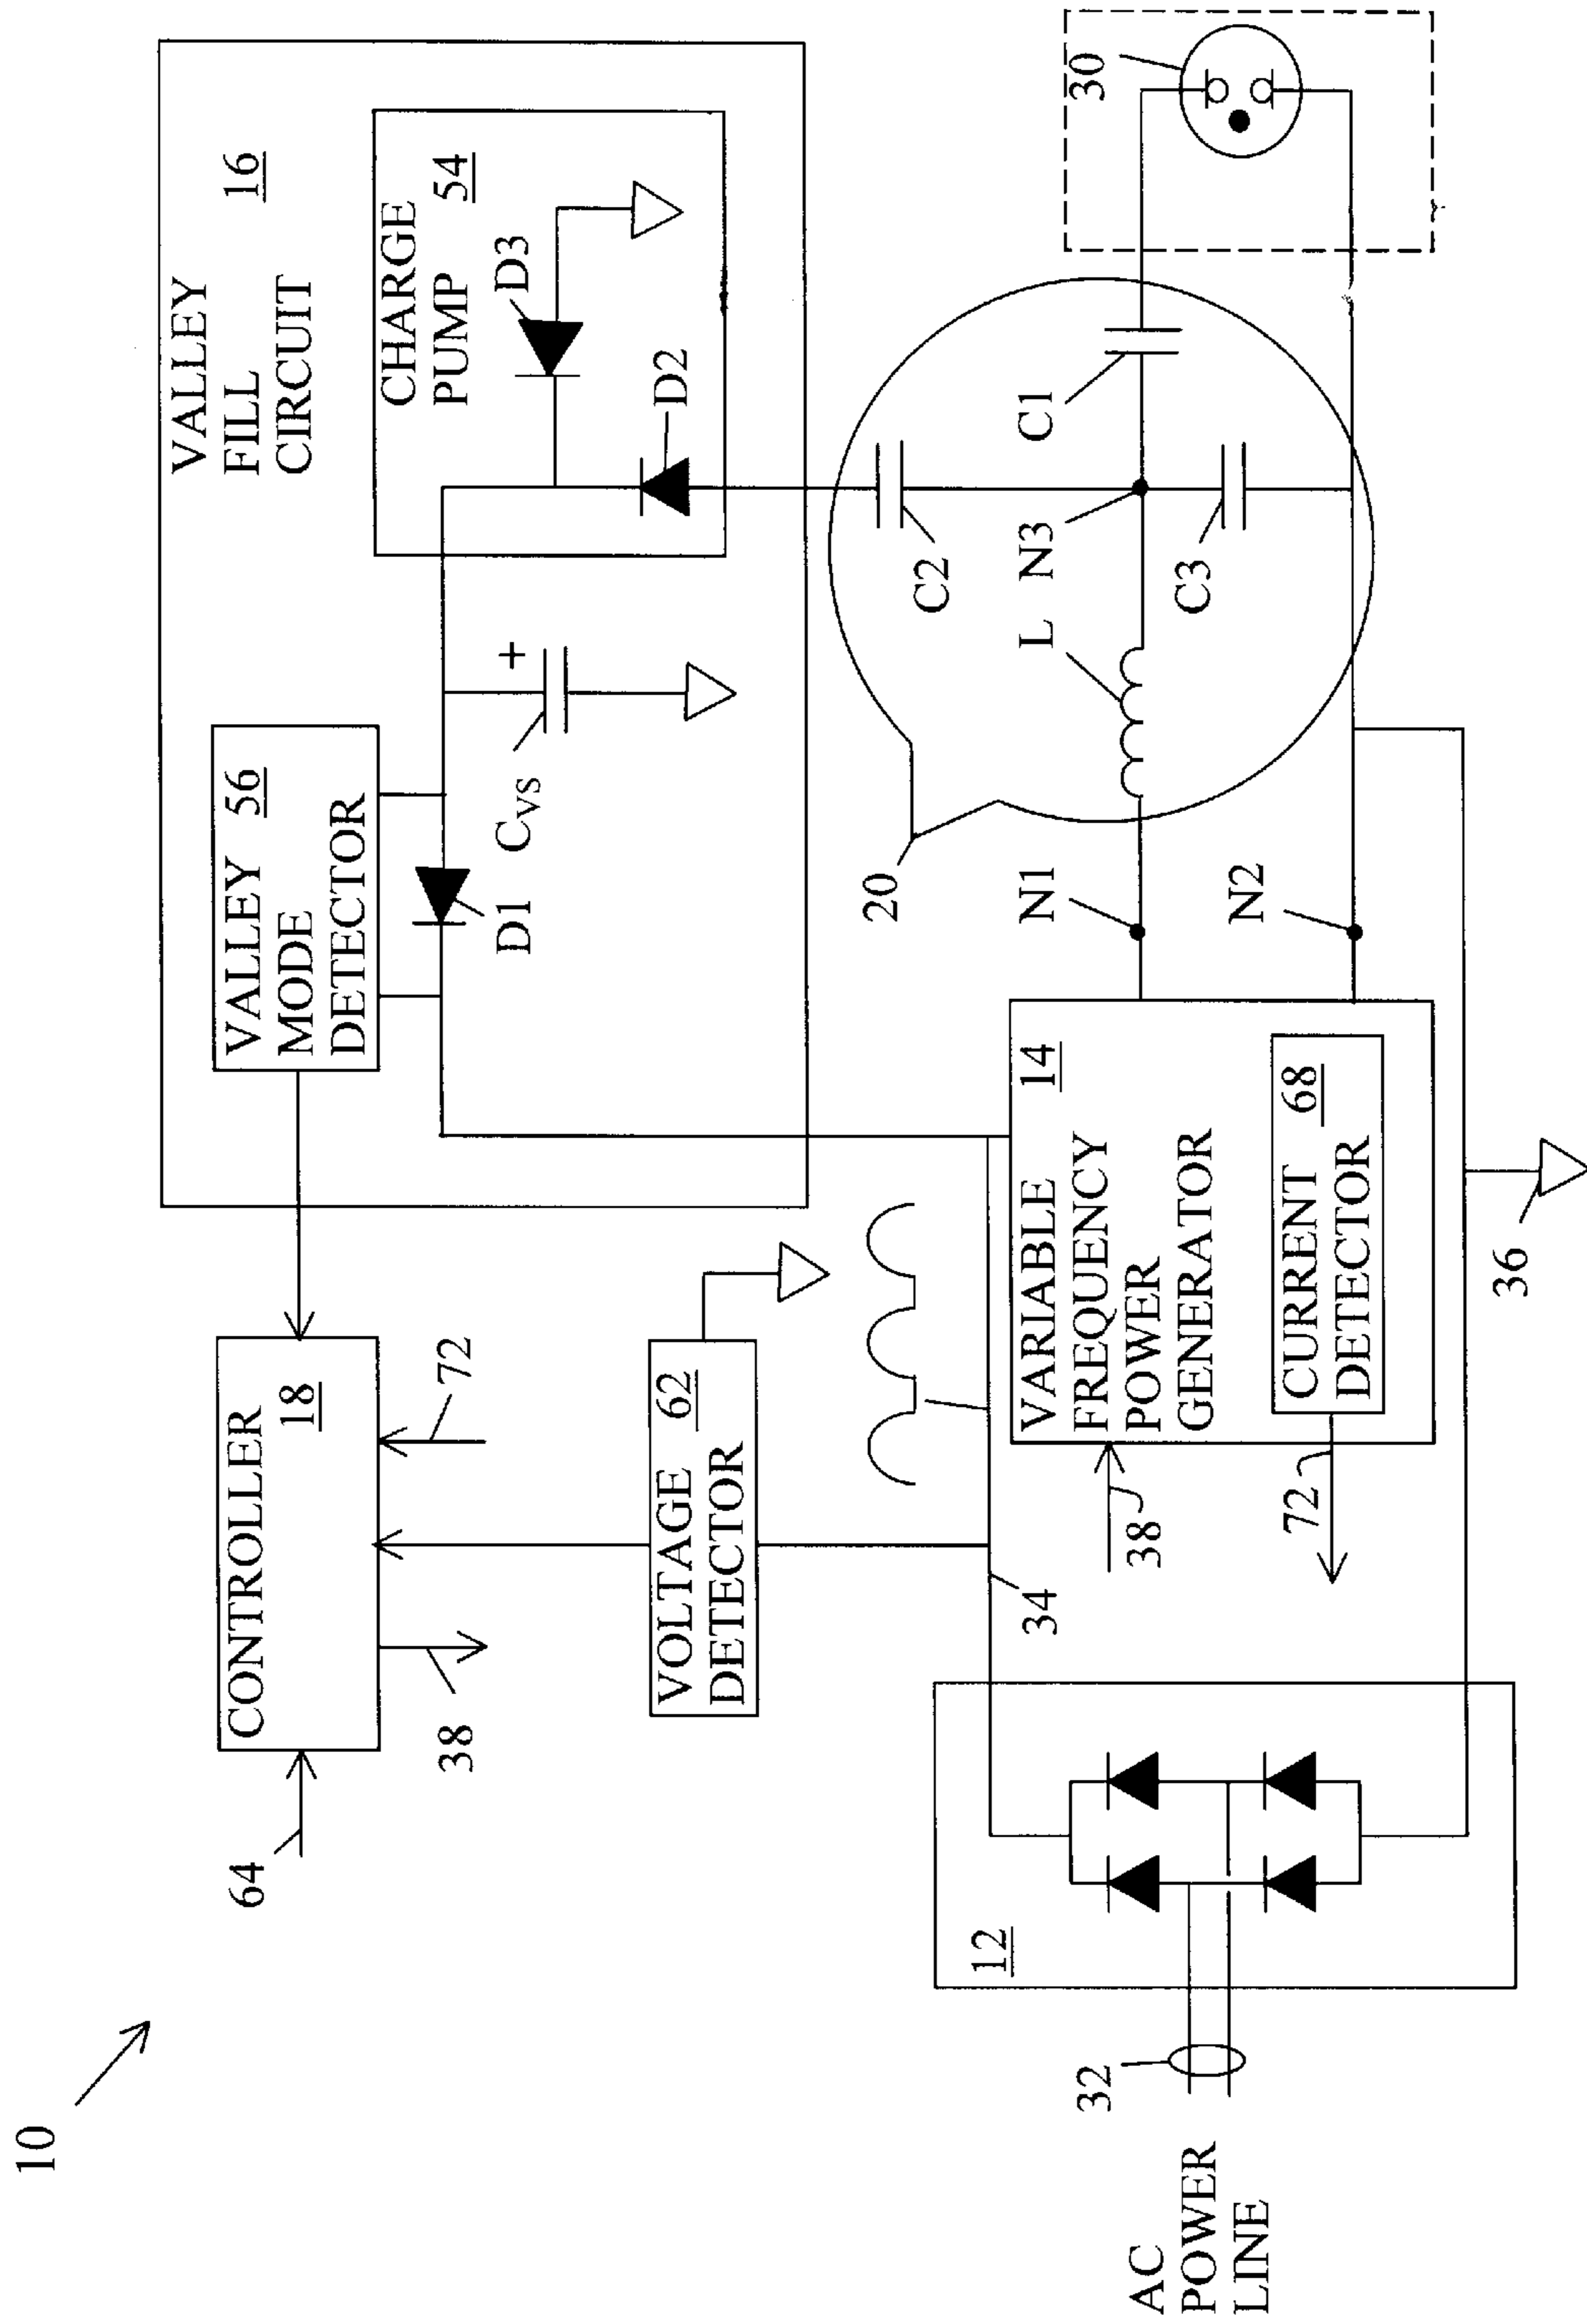 10
VALLEY
FILL
CIRCUIT
16
CHARGE
PUMP
54
D3
D2
VALLEY
MODE
DETECTOR
56
D1
CVS
+
CONTROLLER
18
64
38
72
VOLTAGE
DETECTOR
62
34
20
C2
C1
N3
L
C3
30
N1
N2
VARIABLE
FREQUENCY
POWER
GENERATOR
14
CURRENT
DETECTOR
68
38
72
36
12
32
AC
POWER
LINE